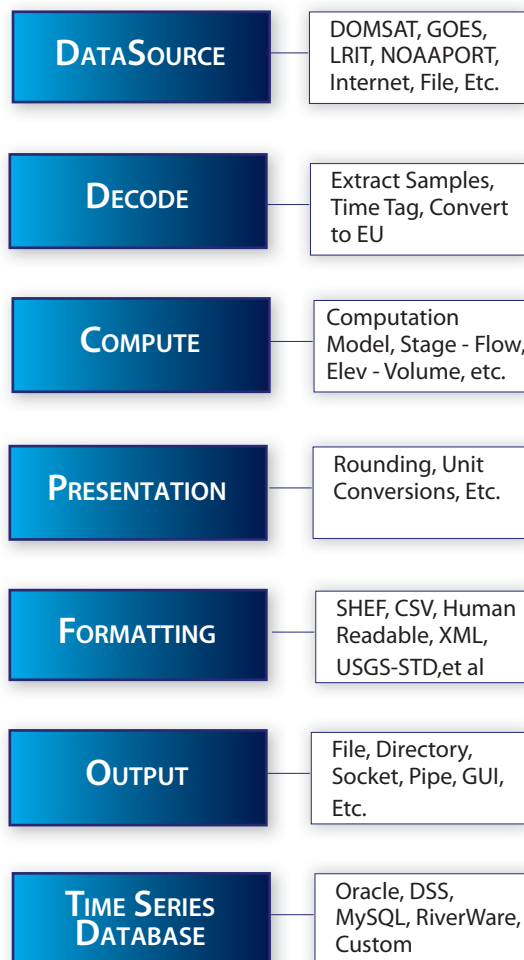 DATASOURCE
DOMSAT, GOES,
LRIT, NOAAPORT,
Internet, File, Etc.
DECODE
Extract Samples,
Time Tag, Convert
to EU
COMPUTE
Computation
Model, Stage - Flow,
Elev - Volume, etc.
PRESENTATION
Rounding, Unit
Conversions, Etc.
FORMATTING
SHEF, CSV, Human
Readable, XML,
USGS-STD,et al
OUTPUT
File, Directory,
Socket, Pipe, GUI,
Etc.
TIME SERIES
DATABASE
Oracle, DSS,
MySQL, RiverWare,
Custom